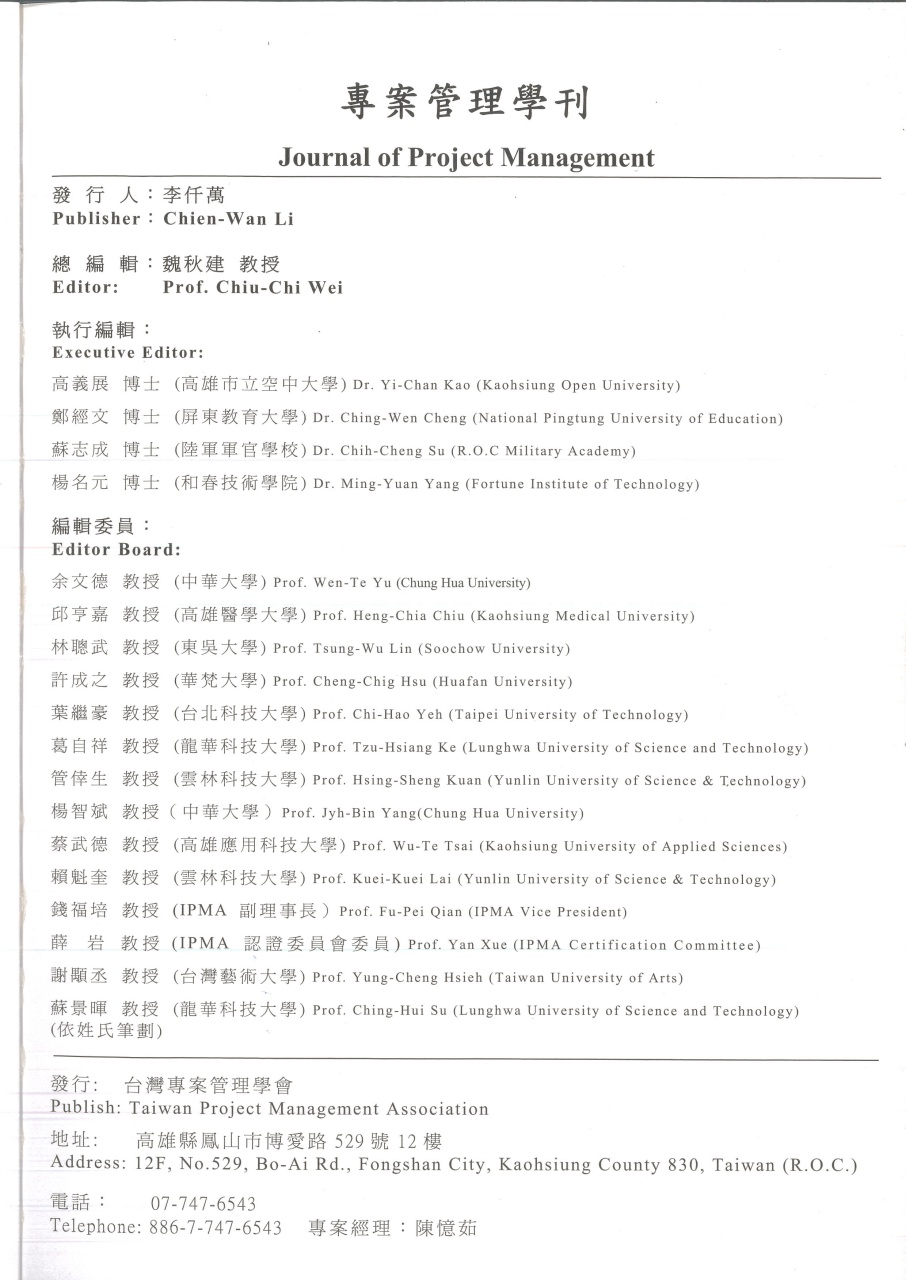 專案管理學刊
Journal of Project Management
發 行 人：李仟萬
Publisher：Chien-Wan Li
總 編 輯：魏秋建 教授
Editor: Prof. Chiu-Chi Wei
執行編輯：
Executive Editor:
高義展 博士 (高雄市立空中大學) Dr. Yi-Chan Kao (Kaohsiung Open University)
鄭經文 博士 (屏東教育大學) Dr. Ching-Wen Cheng (National Pingtung University of Education)
蘇志成 博士 (陸軍軍官學校) Dr. Chih-Cheng Su (R.O.C Military Academy)
楊名元 博士 (和春技術學院) Dr. Ming-Yuan Yang (Fortune Institute of Technology)
編輯委員：
Editor Board:
余文德 教授 (中華大學) Prof. Wen-Te Yu (Chung Hua University)
邱亨嘉 教授 (高雄醫學大學) Prof. Heng-Chia Chiu (Kaohsiung Medical University)
林聰武 教授 (東吳大學) Prof. Tsung-Wu Lin (Soochow University)
許成之 教授 (華梵大學) Prof. Cheng-Chig Hsu (Huafan University)
葉繼豪 教授 (台北科技大學) Prof. Chi-Hao Yeh (Taipei University of Technology)
葛自祥 教授 (龍華科技大學) Prof. Tzu-Hsiang Ke (Lunghwa University of Science and Technology)
管倖生 教授 (雲林科技大學) Prof. Hsing-Sheng Kuan (Yunlin University of Science & Technology)
楊智斌 教授（中華大學） Prof. Jyh-Bin Yang(Chung Hua University)
蔡武德 教授 (高雄應用科技大學) Prof. Wu-Te Tsai (Kaohsiung University of Applied Sciences)
賴魁奎 教授 (雲林科技大學) Prof. Kuei-Kuei Lai (Yunlin University of Science & Technology)
錢福培 教授 (IPMA 副理事長）Prof. Fu-Pei Qian (IPMA Vice President)
薛 岩 教授 (IPMA 認證委員會委員) Prof. Yan Xue (IPMA Certification Committee)
謝顒丞 教授 (台灣藝術大學) Prof. Yung-Cheng Hsieh (Taiwan University of Arts)
蘇景暉 教授 (龍華科技大學) Prof. Ching-Hui Su (Lunghwa University of Science and Technology)
(依姓氏筆劃)
發行: 台灣專案管理學會
Publish: Taiwan Project Management Association
地址: 高雄縣鳳山市博愛路 529 號 12 樓
Address: 12F, No.529, Bo-Ai Rd., Fongshan City, Kaohsiung County 830, Taiwan (R.O.C.)
電話： 07-747-6543
Telephone: 886-7-747-6543 專案經理：陳憶茹